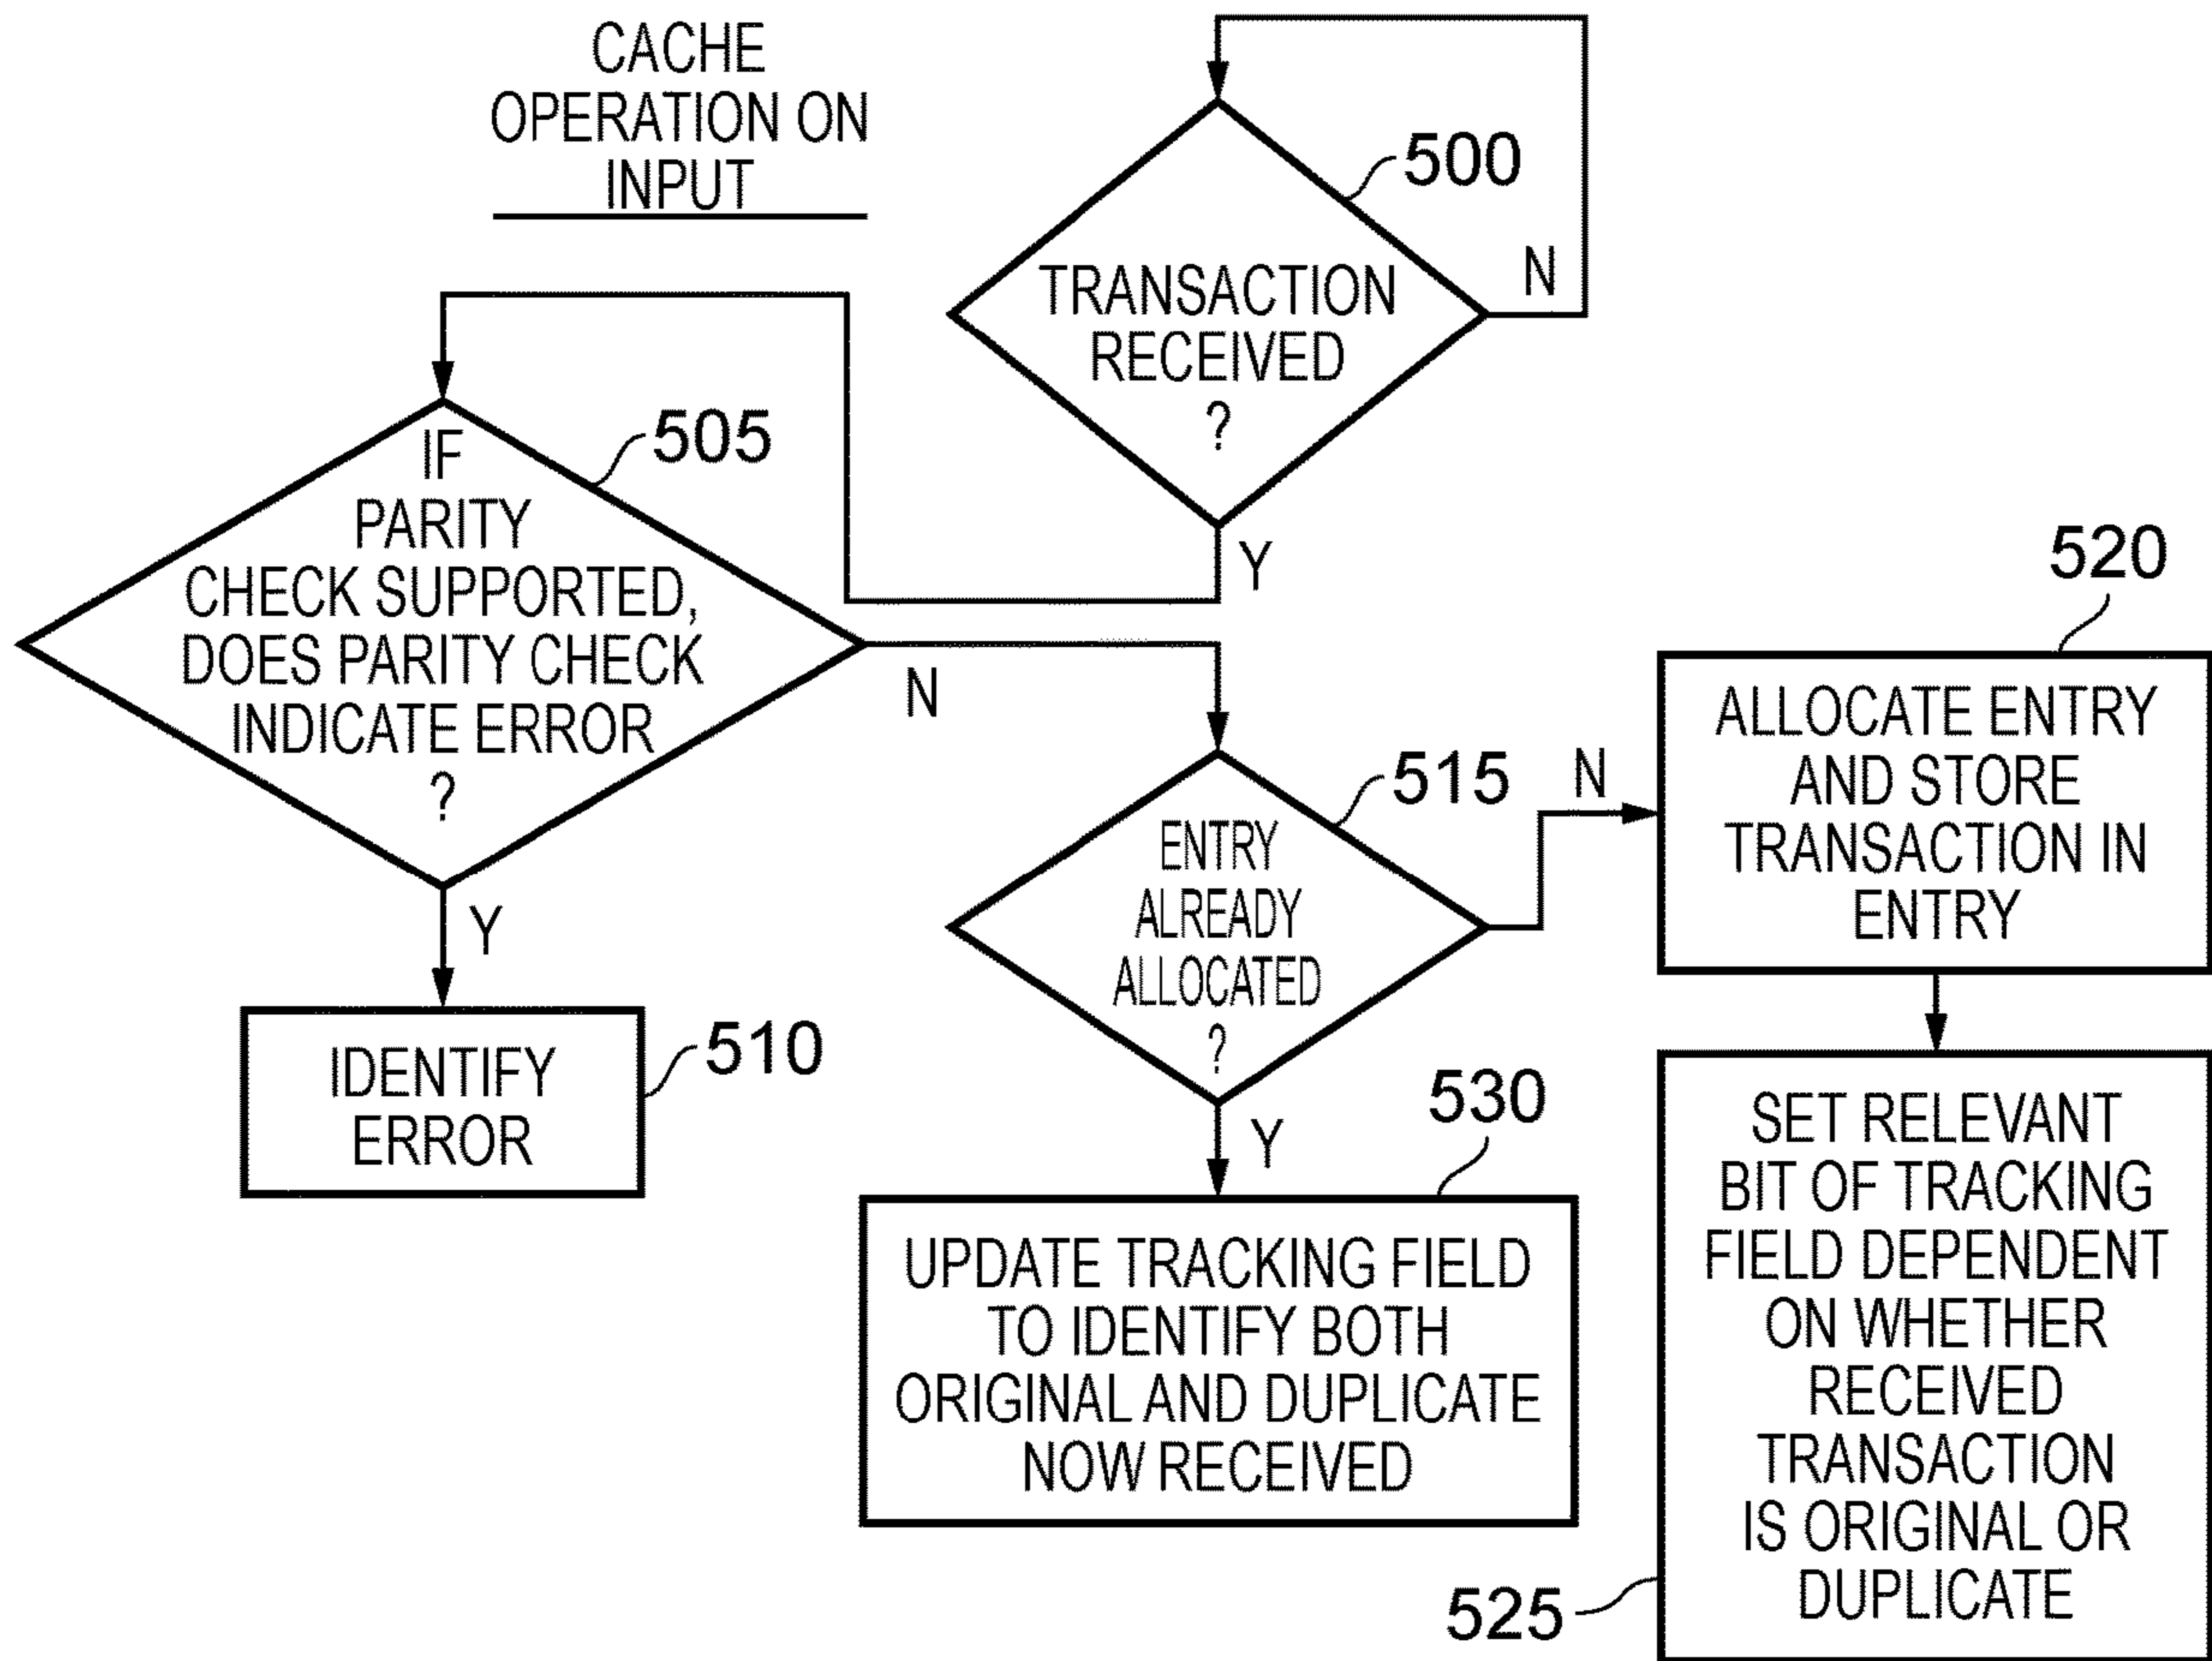 CACHE
OPERATION ON
INPUT
500
TRANSACTION
RECEIVED
?
N
Y
505
IF
PARITY
CHECK SUPPORTED,
DOES PARITY CHECK
INDICATE ERROR
?
N
Y
510
IDENTIFY
ERROR
515
ENTRY
ALREADY
ALLOCATED
?
N
Y
520
ALLOCATE ENTRY
AND STORE
TRANSACTION IN
ENTRY
530
UPDATE TRACKING FIELD
TO IDENTIFY BOTH
ORIGINAL AND DUPLICATE
NOW RECEIVED
SET RELEVANT
BIT OF TRACKING
FIELD DEPENDENT
ON WHETHER
RECEIVED
TRANSACTION
IS ORIGINAL OR
DUPLICATE
525